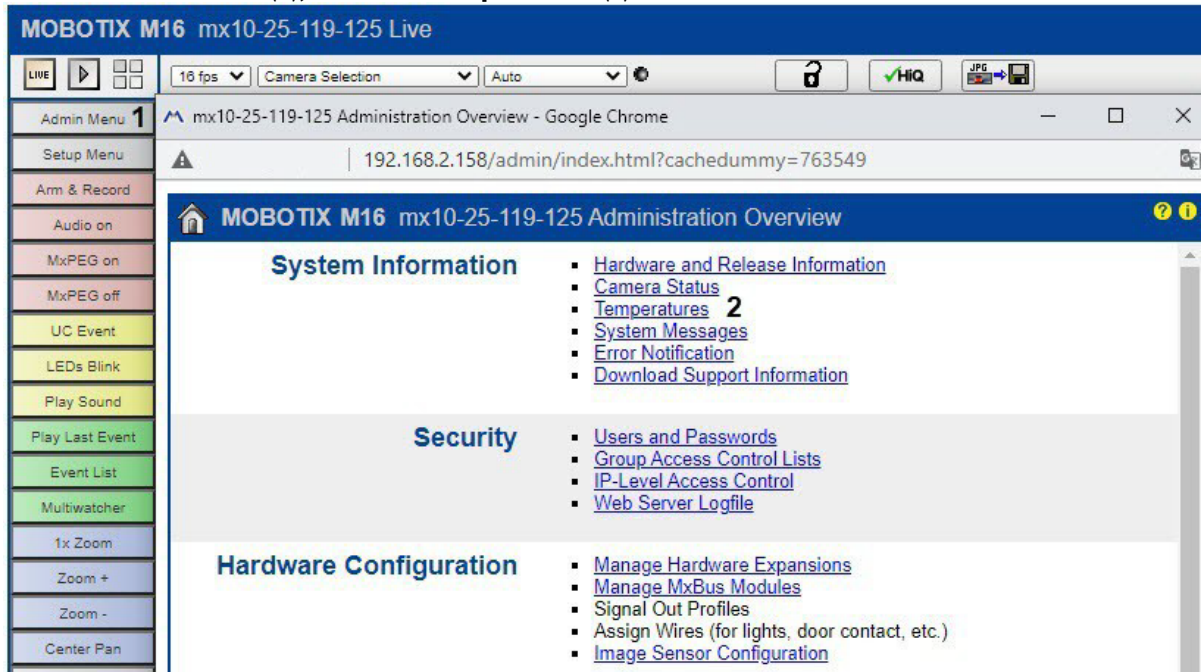 MOBOTIX M16 mx10-25-119-125 Live
LIVE
16 fps
Camera Selection
Auto
HiQ
JPG
Admin Menu 1
Setup Menu
Arm & Record
Audio on
MxPEG on
MxPEG off
UC Event
LEDs Blink
Play Sound
Play Last Event
Event List
Multiwatcher
1x Zoom
Zoom +
Zoom -
Center Pan
mx10-25-119-125 Administration Overview - Google Chrome
192.168.2.158/admin/index.html?cachedummy=763549
MOBOTIX M16 mx10-25-119-125 Administration Overview
? i
System Information
Hardware and Release Information
Camera Status
Temperatures 2
System Messages
Error Notification
Download Support Information
Security
Users and Passwords
Group Access Control Lists
IP-Level Access Control
Web Server Logfile
Hardware Configuration
Manage Hardware Expansions
Manage MxBus Modules
Signal Out Profiles
Assign Wires (for lights, door contact, etc.)
Image Sensor Configuration